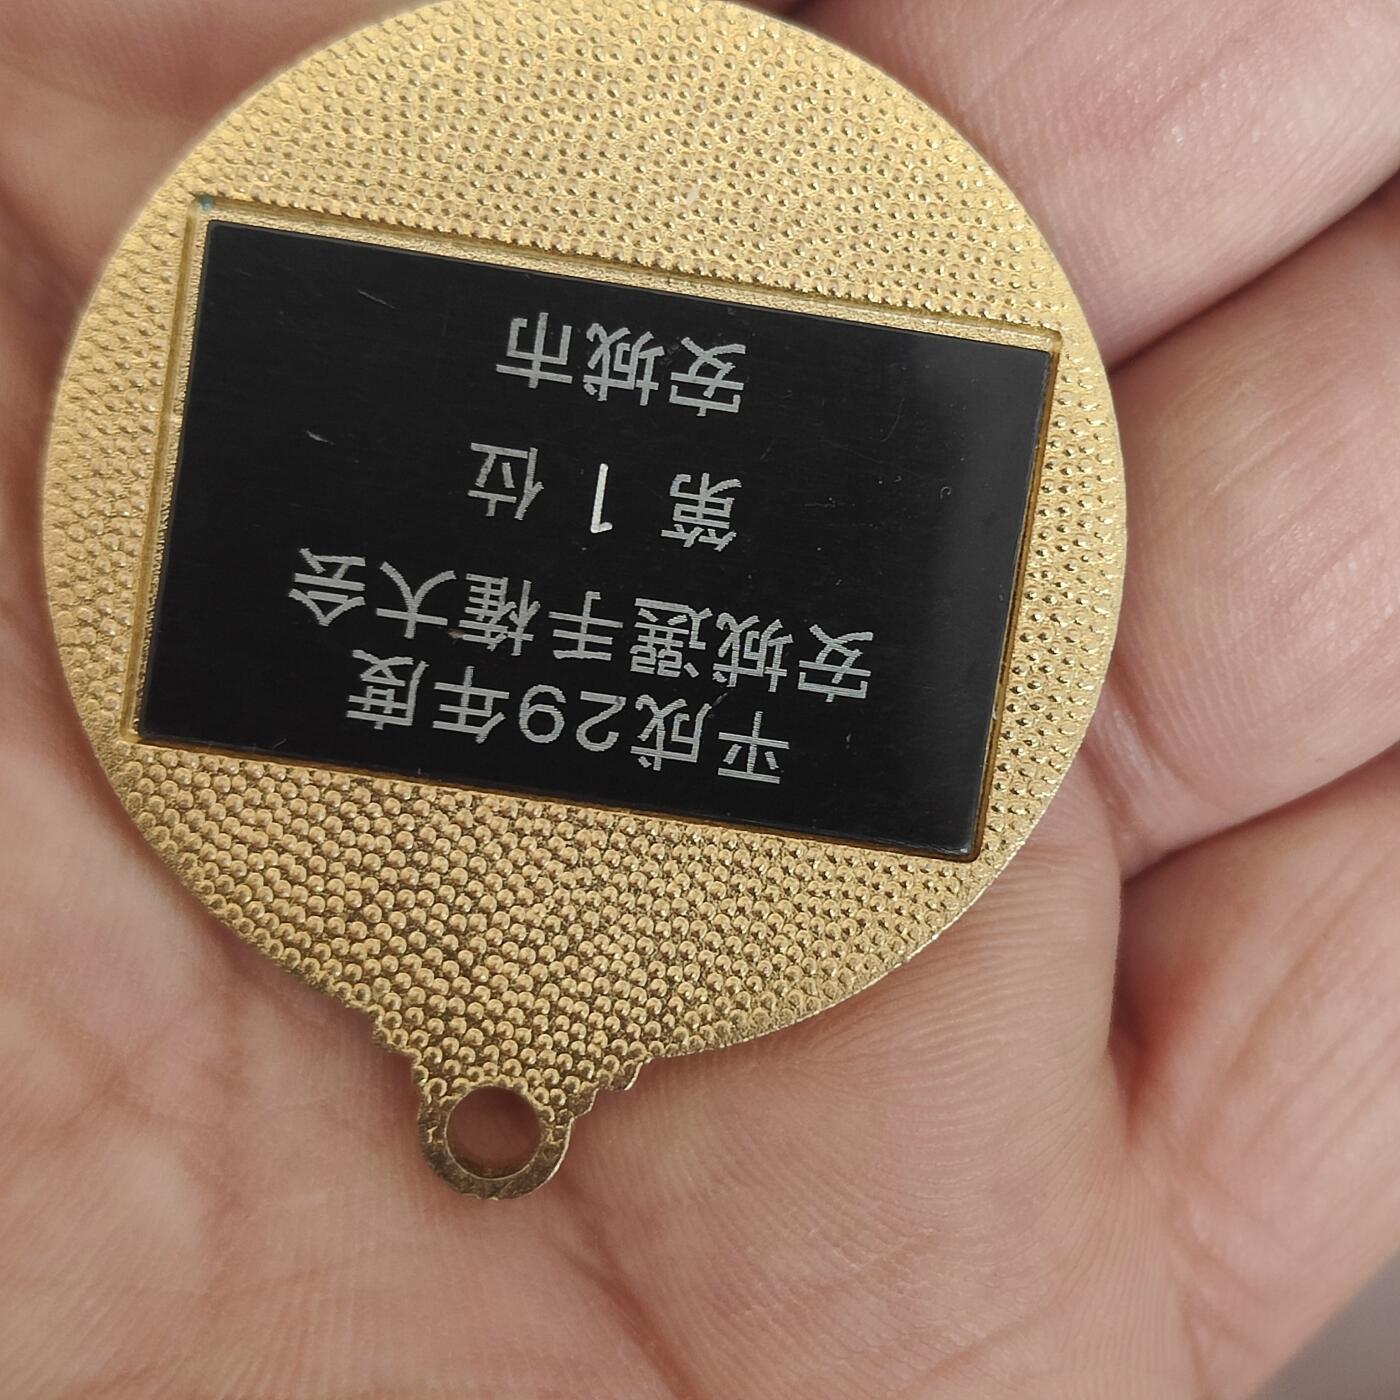 平成29年度
安城選手権大会
第1位
安城市